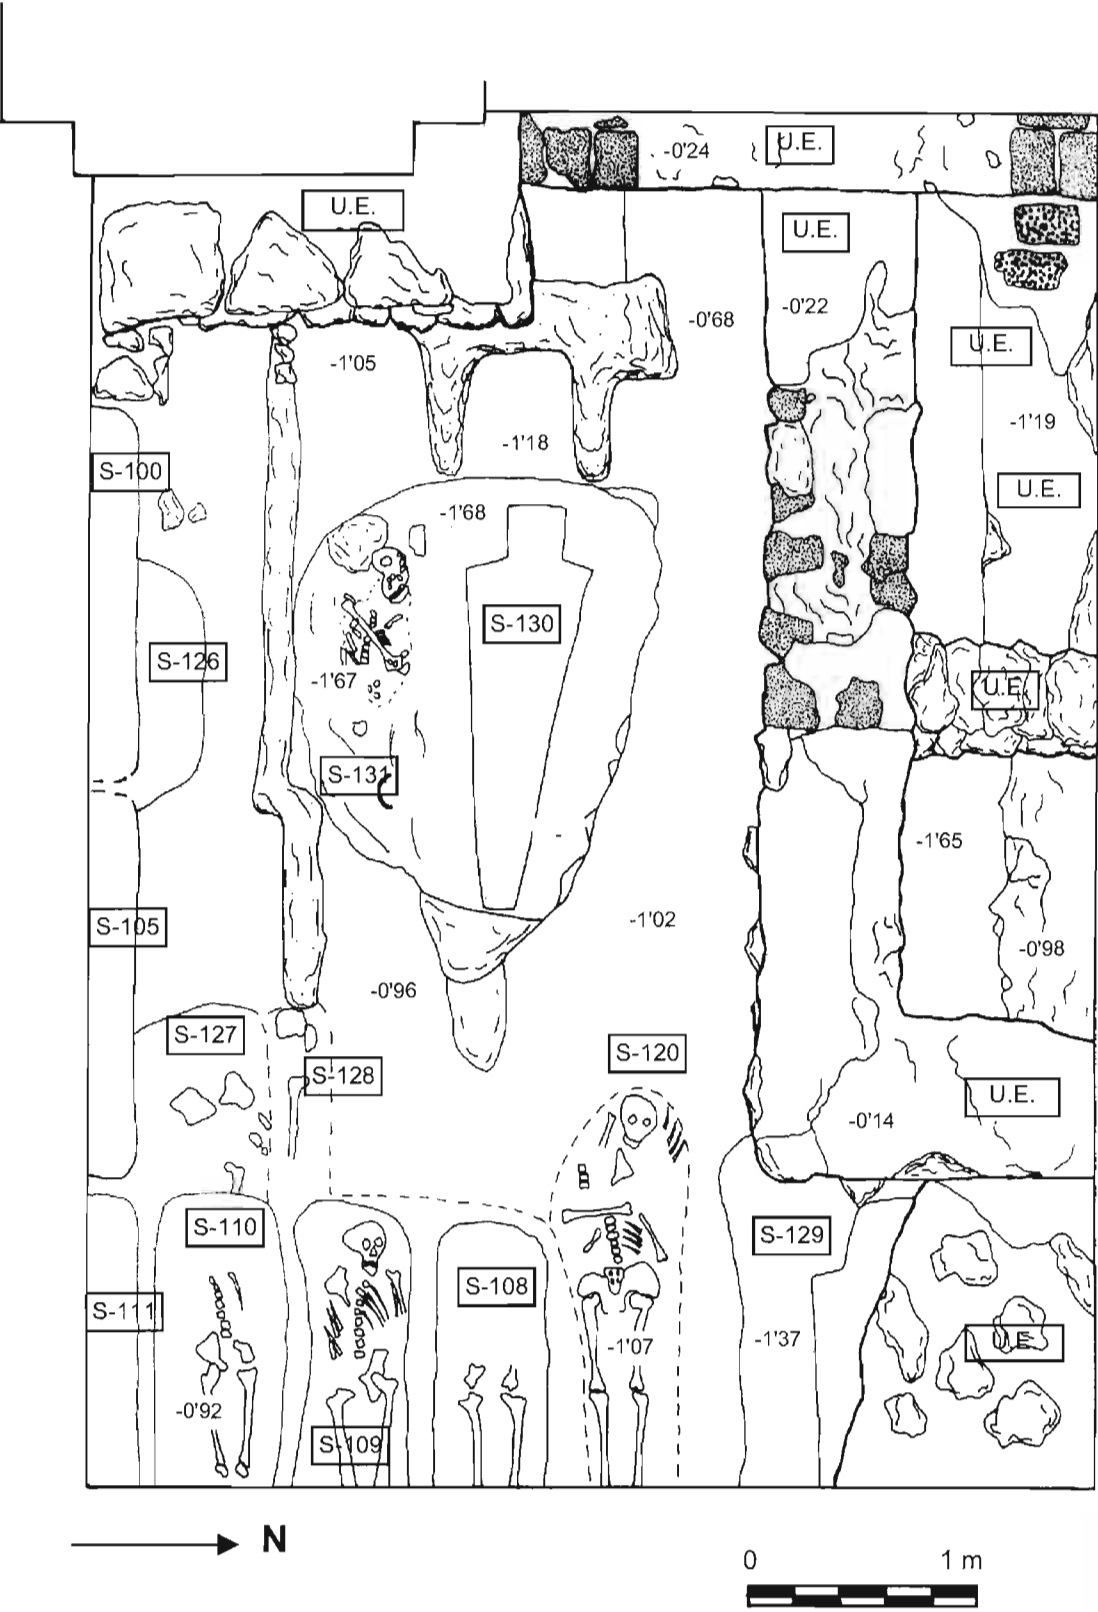 -0'24
U.E.
U.E.
U.E.
-0'22
-0'68
U.E.
-1'05
-1'19
-1'18
S-100
U.E.
-1'68
S-130
S-126
-1'67
U.E.
S-131
-1'65
S-105
-1'02
-0'98
-0'96
S-127
S-120
S-128
U.E.
-0'14
S-110
S-129
S-108
S-111
-1'07
-1'37
U.E.
-0'92
S-109
N
0 1 m